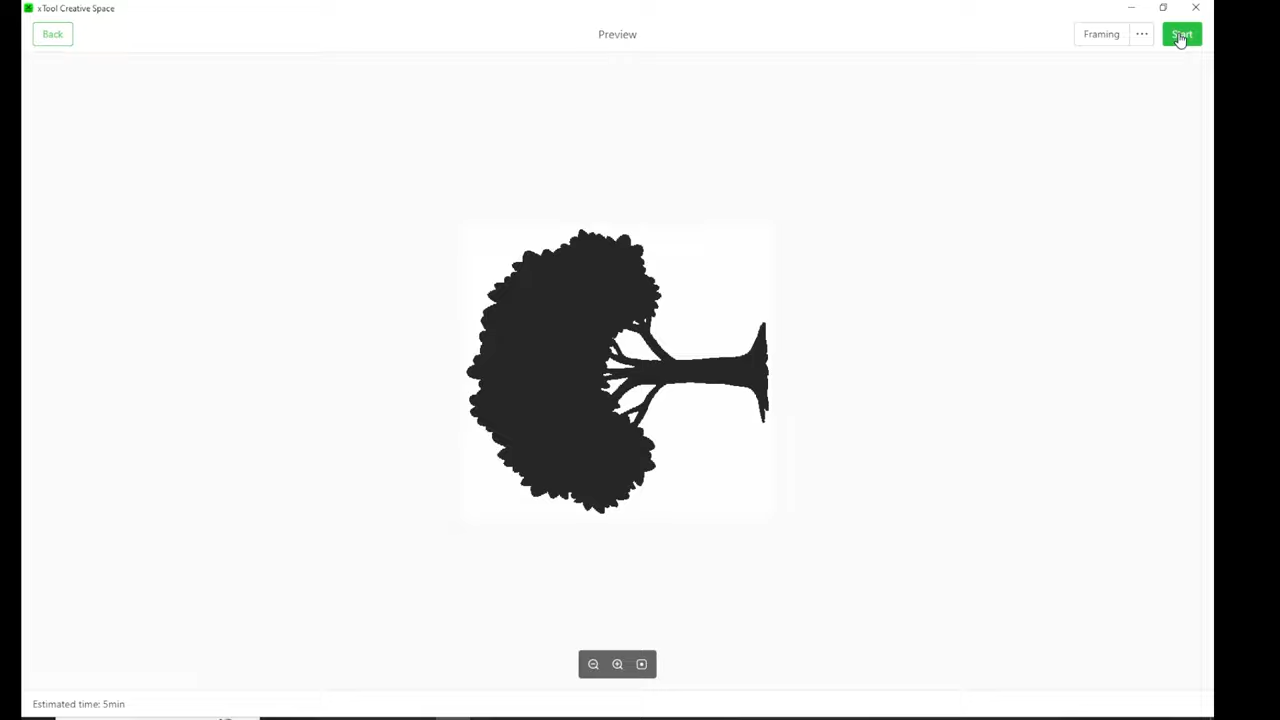 xTool Creative Space
Back
Preview
Framing
Start
Estimated time: 5min